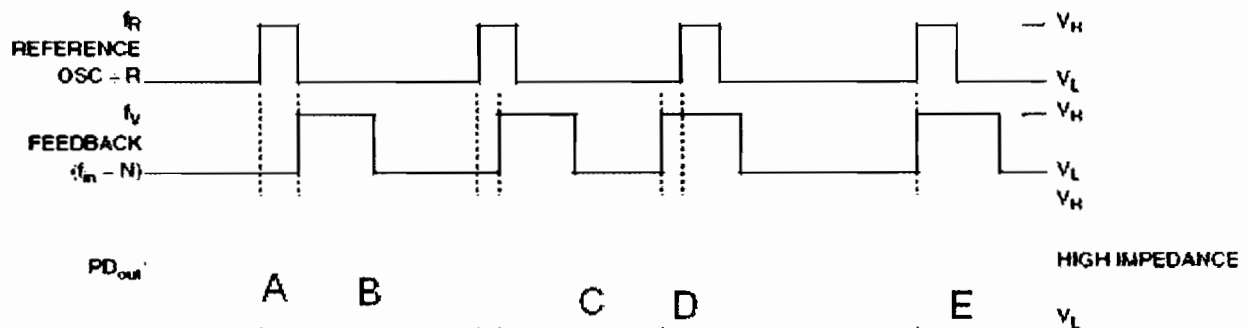 fR
REFERENCE
OSC ÷ R
VH
VL
fV
FEEDBACK
(fin ÷ N)
VH
VL
VH
PDout
HIGH IMPEDANCE
VL
A B C D E